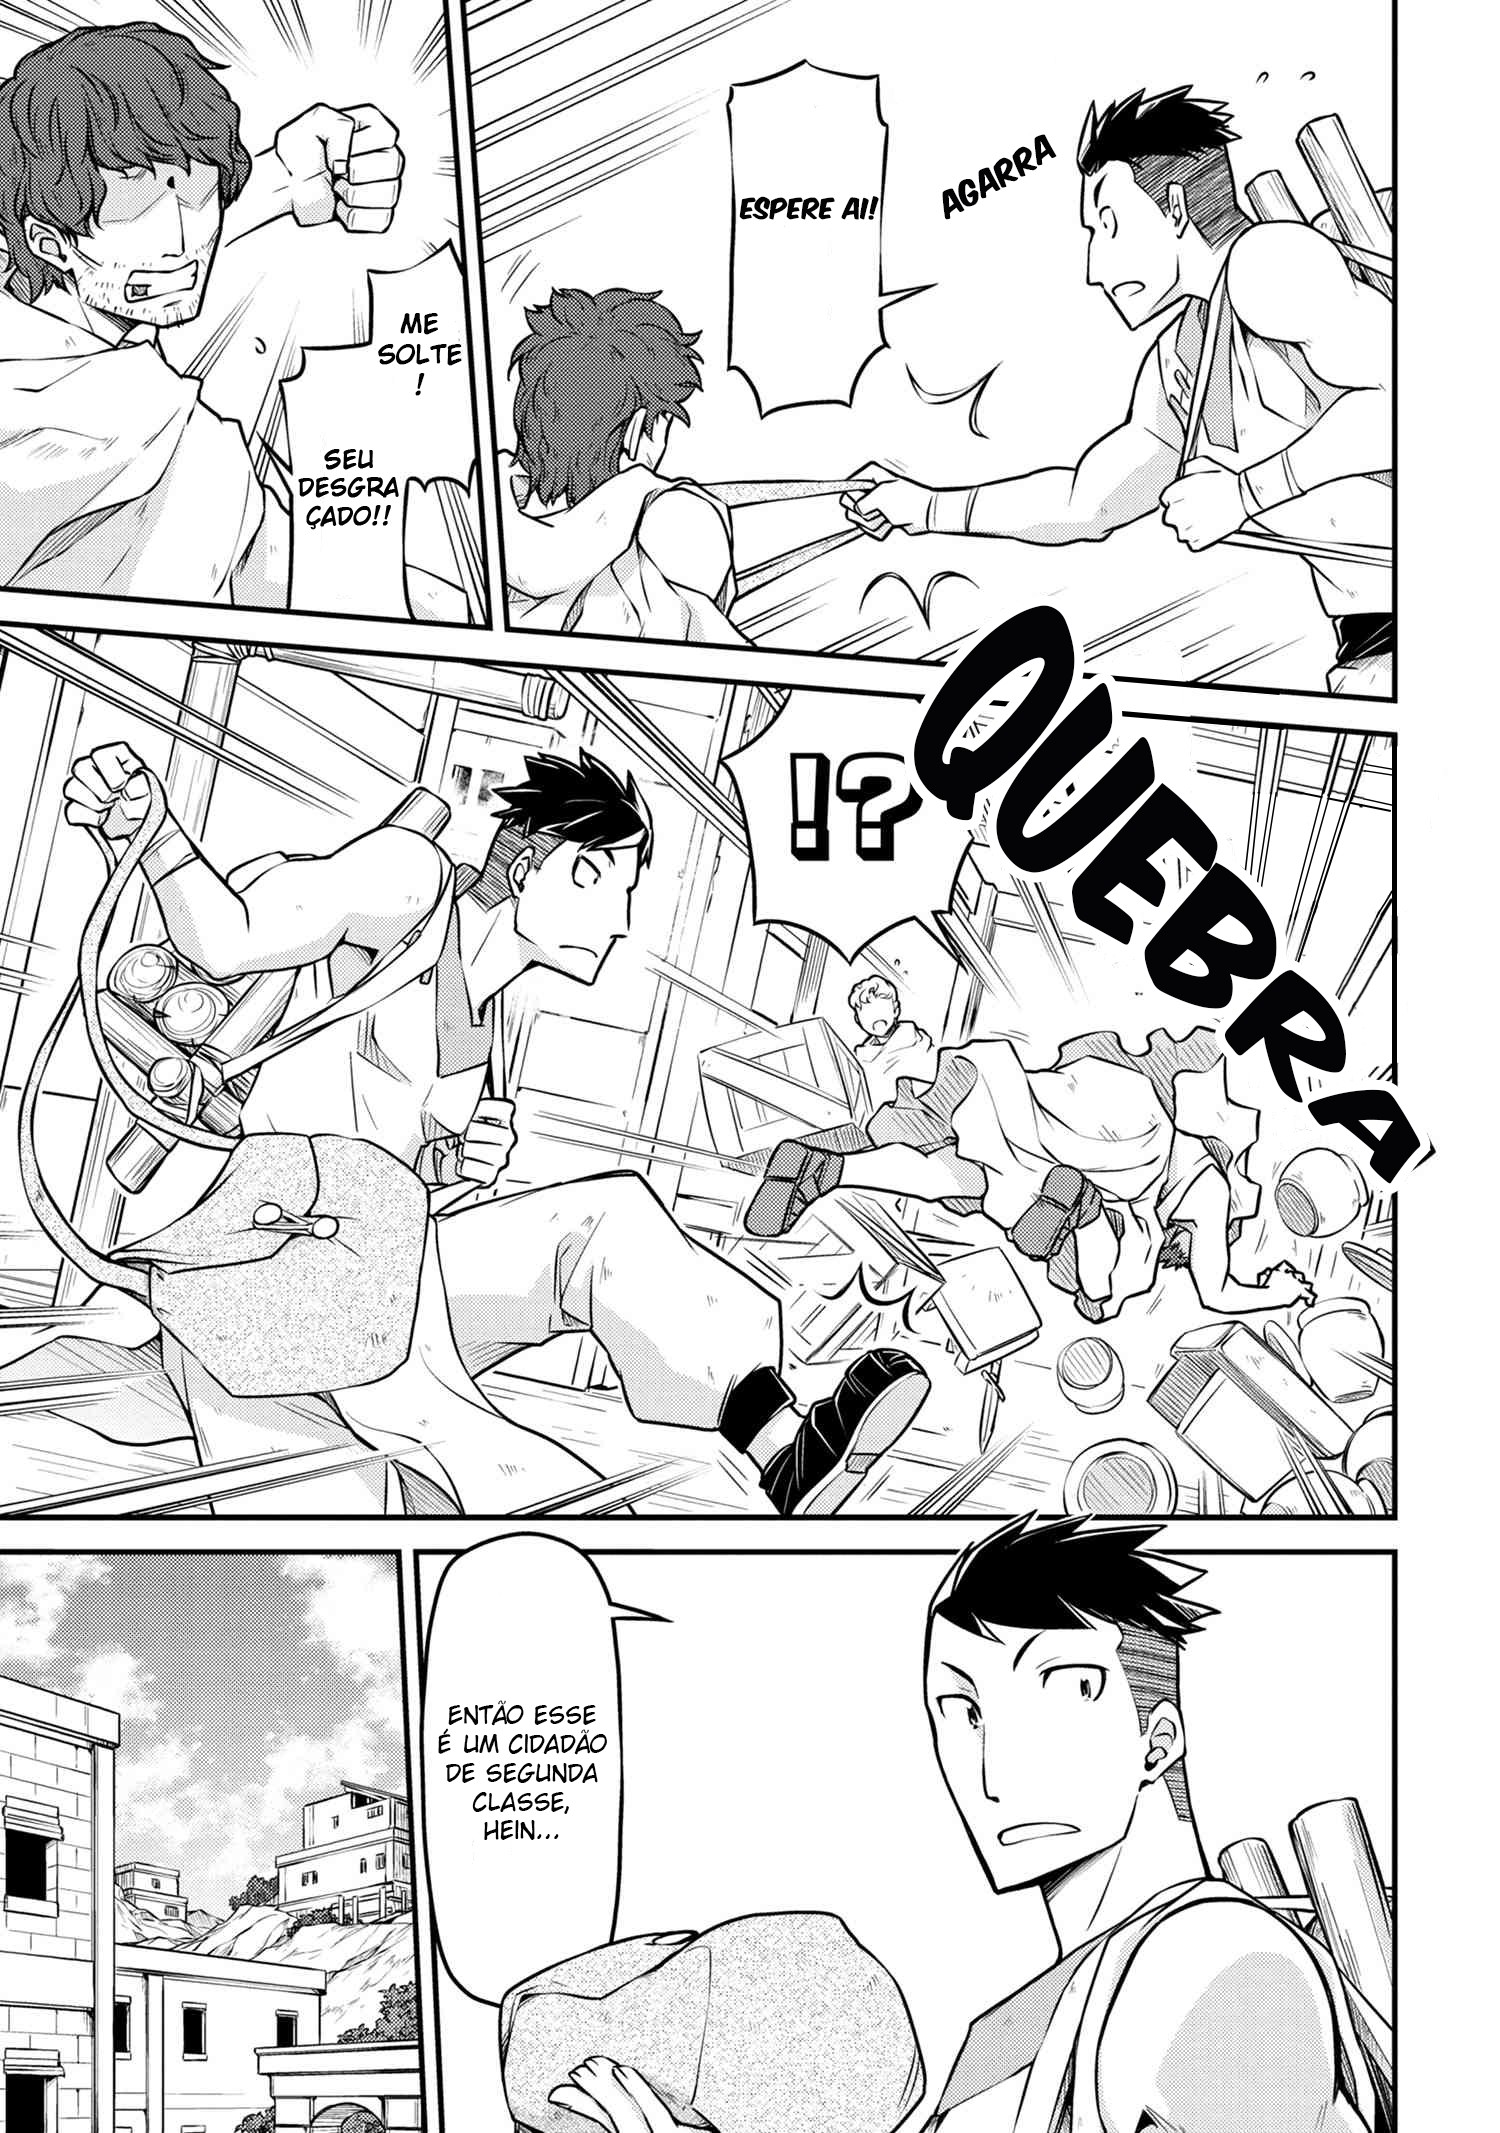 ESPERE AI!
AGARRA
ME
SOLTE
!
SEU
DESGRA
ÇADO!!
QUEBRA
!?
ENTÃO ESSE
É UM CIDADÃO
DE SEGUNDA
CLASSE,
HEIN...